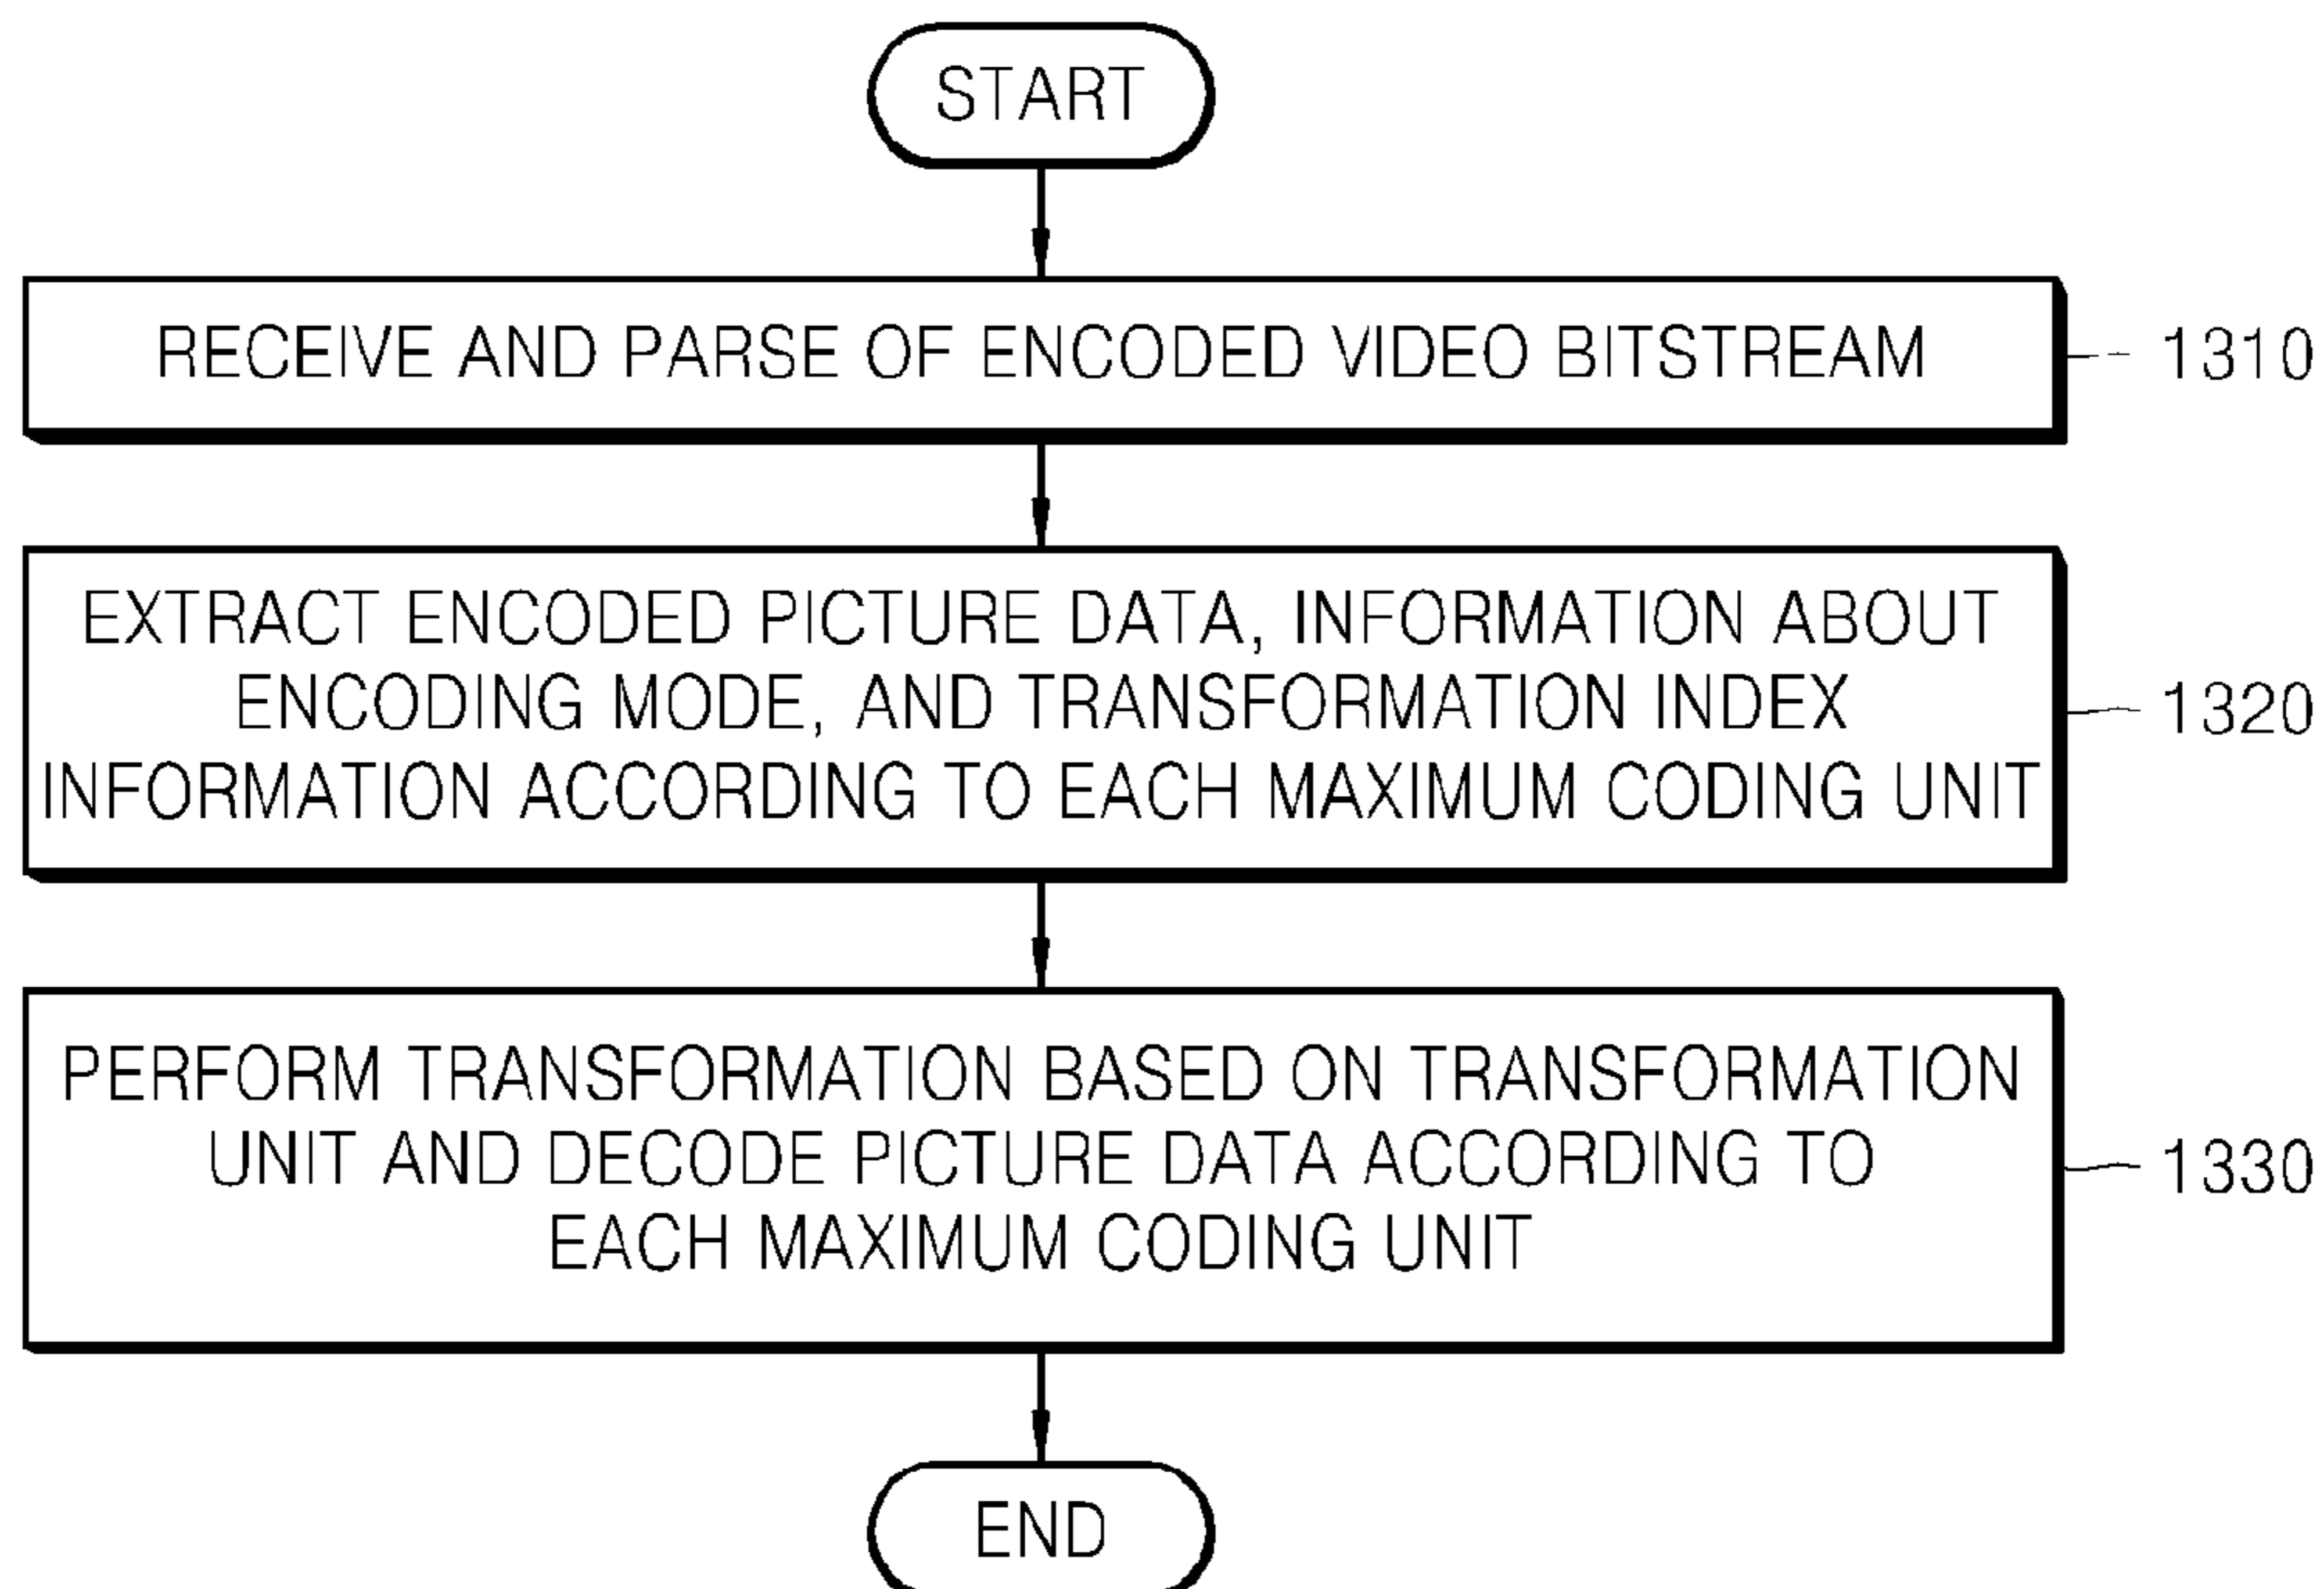 START
RECEIVE AND PARSE OF ENCODED VIDEO BITSTREAM
1310
EXTRACT ENCODED PICTURE DATA, INFORMATION ABOUT
ENCODING MODE, AND TRANSFORMATION INDEX
INFORMATION ACCORDING TO EACH MAXIMUM CODING UNIT
1320
PERFORM TRANSFORMATION BASED ON TRANSFORMATION
UNIT AND DECODE PICTURE DATA ACCORDING TO
EACH MAXIMUM CODING UNIT
1330
END